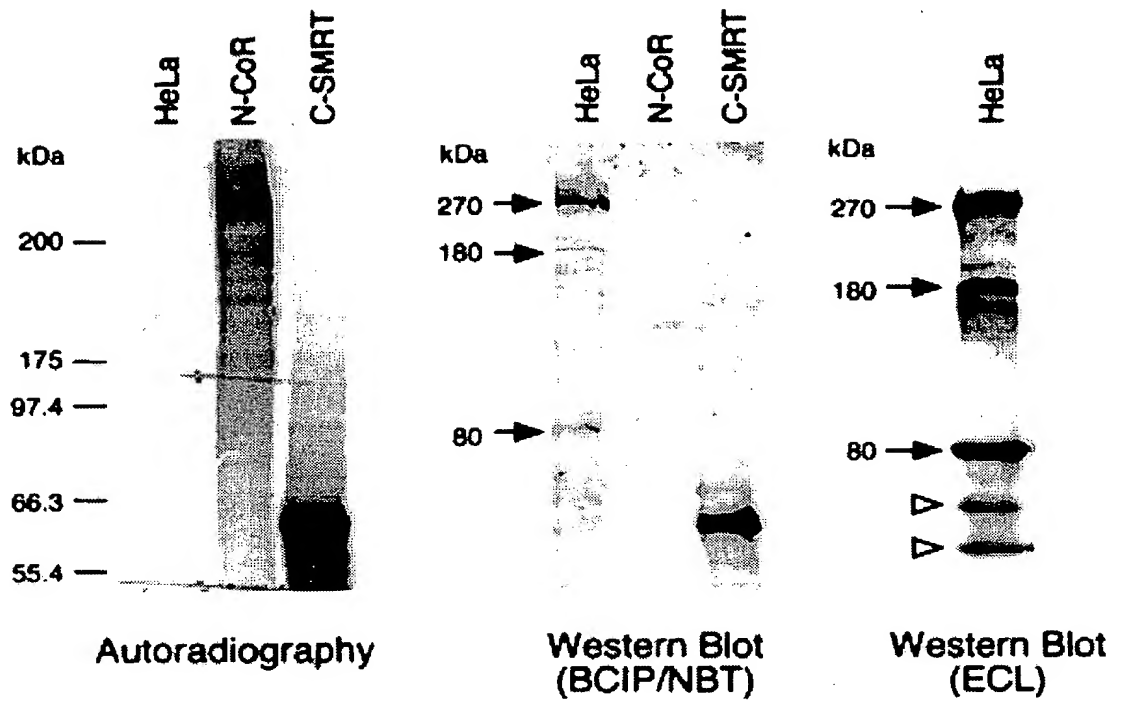 HeLa
N-CoR
C-SMRT
kDa
200
175
97.4
66.3
55.4
Autoradiography
HeLa
N-CoR
C-SMRT
kDa
270
180
80
Western Blot
(BCIP/NBT)
HeLa
kDa
270
180
80
Western Blot
(ECL)